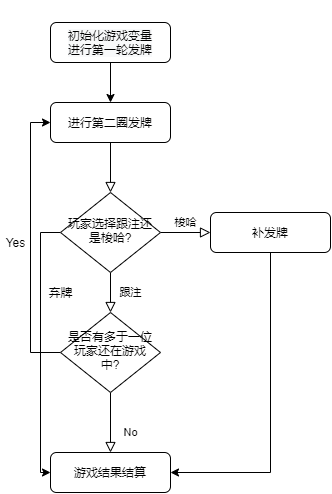 初始化游戏变量
进行第一轮发牌
进行第二圈发牌
玩家选择跟注还
是梭哈?
梭哈
补发牌
Yes
弃牌
跟注
是否有多于一位
玩家还在游戏
中?
No
游戏结果结算